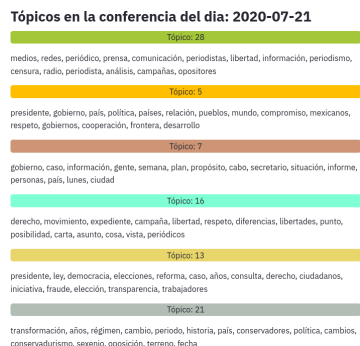 Tópicos en la conferencia del dia: 2020-07-21
Tópico: 28
medios, redes, periódico, prensa, comunicación, periodistas, libertad, información, periodismo,
censura, radio, periodista, análisis, campañas, opositores
Tópico: 5
presidente, gobierno, país, política, países, relación, pueblos, mundo, compromiso, mexicanos,
respeto, gobiernos, cooperación, frontera, desarrollo
Tópico: 7
gobierno, caso, información, gente, semana, plan, propósito, cabo, secretario, situación, informe,
personas, país, lunes, ciudad
Tópico: 16
derecho, movimiento, expediente, campaña, libertad, respeto, diferencias, libertades, punto,
posibilidad, carta, asunto, cosa, vista, periódicos
Tópico: 13
presidente, ley, democracia, elecciones, reforma, caso, años, consulta, derecho, ciudadanos,
iniciativa, fraude, elección, transparencia, trabajadores
Tópico: 21
transformación, años, régimen, cambio, periodo, historia, país, conservadores, política, cambios,
conservadurismo, sexenio, oposición, terreno, fecha